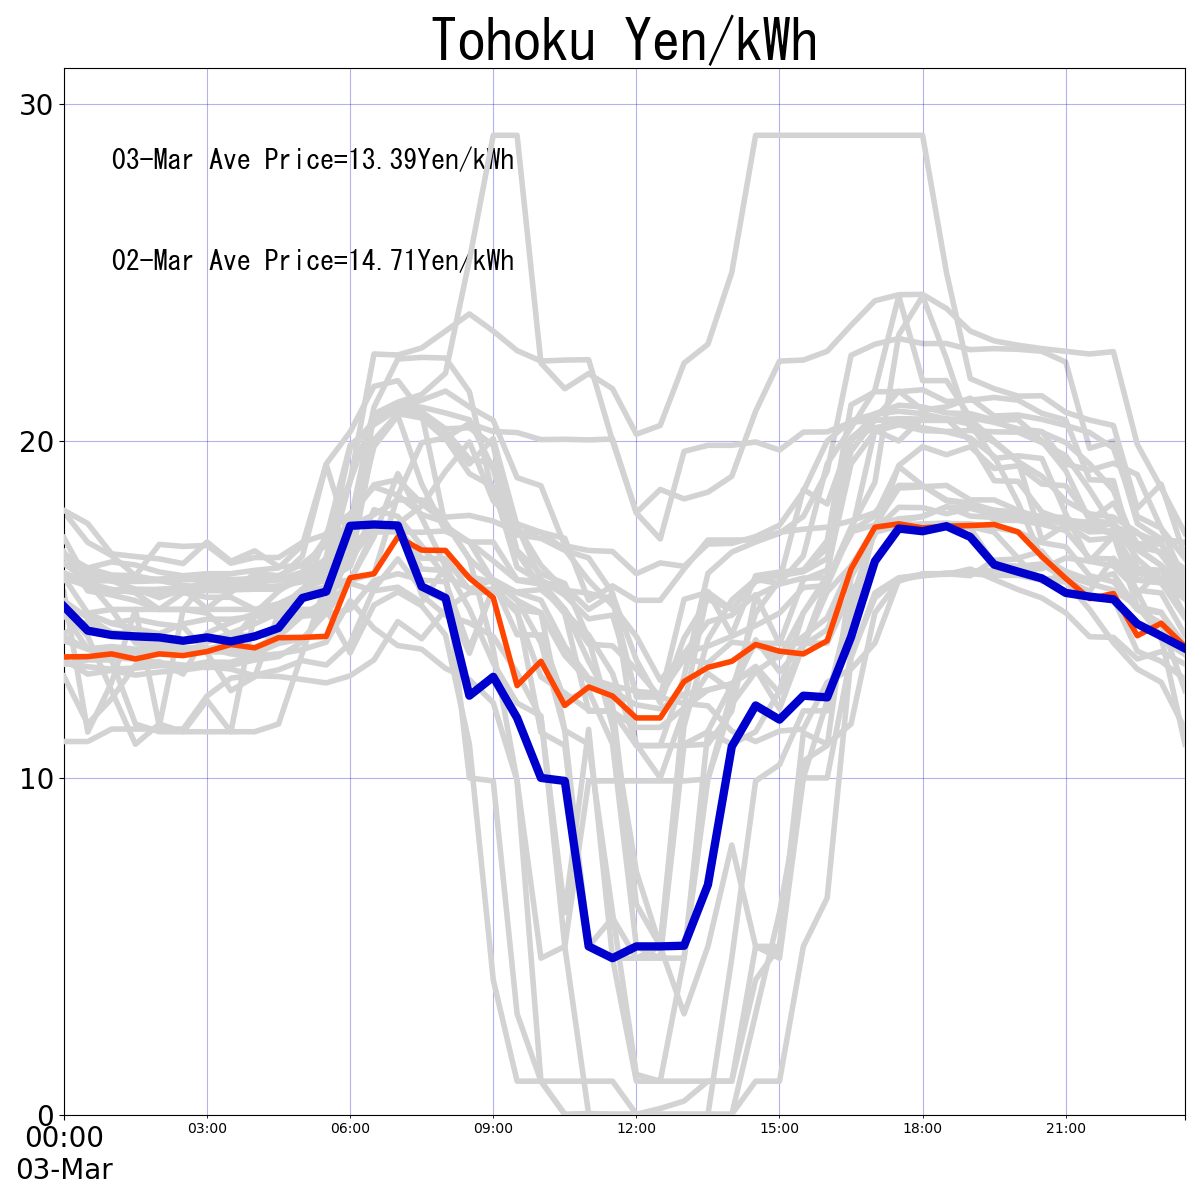 Tohoku Yen/kWh
30
03-Mar Ave Price=13.39Yen/kWh
02-Mar Ave Price=14.71Yen/kWh
20
10
0
00:00 03:00 06:00 09:00 12:00 15:00 18:00 21:00
03-Mar